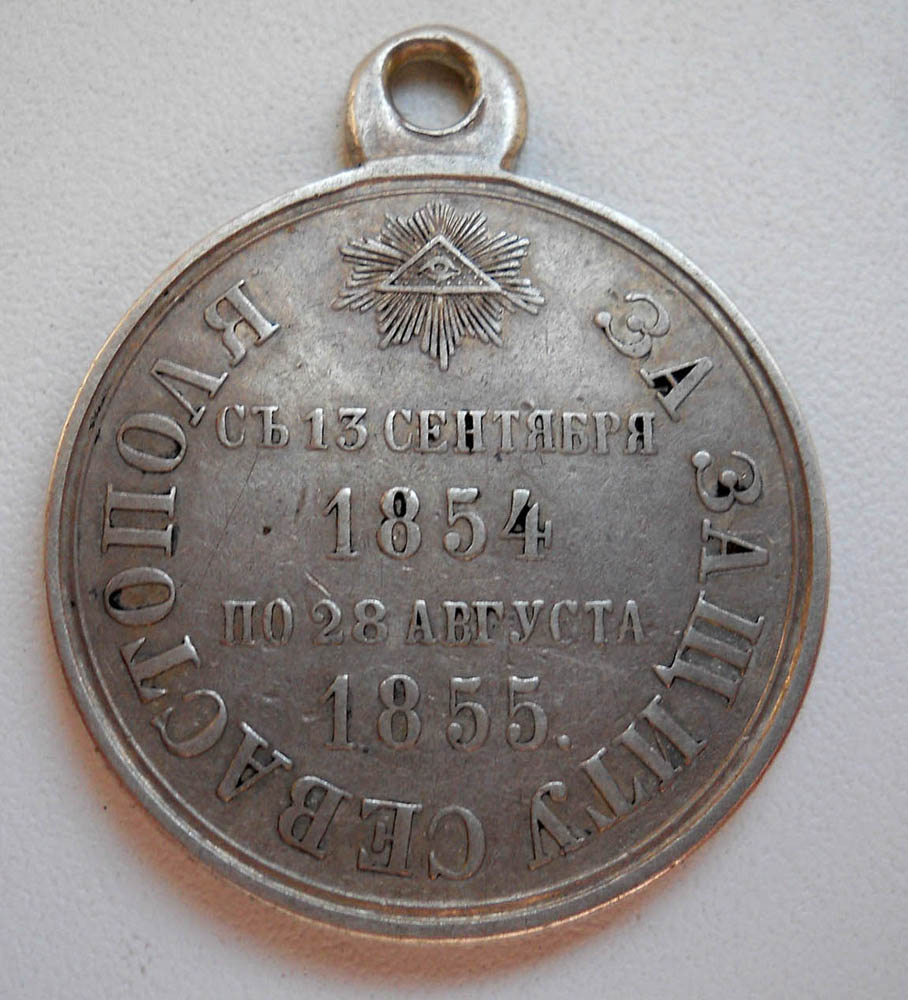 ЗА ЗАЩИТУ СЕВАСТОПОЛЯ
СЪ 13 СЕНТЯБРЯ
1854
ПО 28 АВГУСТА
1855.